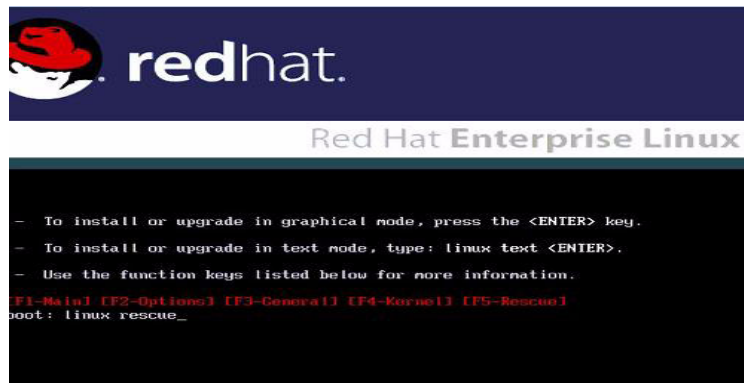 redhat.
Red Hat Enterprise Linux
- To install or upgrade in graphical mode, press the <ENTER> key.
- To install or upgrade in text mode, type: linux text <ENTER>.
- Use the function keys listed below for more information.
[F1-Main] [F2-Options] [F3-General] [F4-Kernel] [F5-Rescue]
boot: linux rescue_